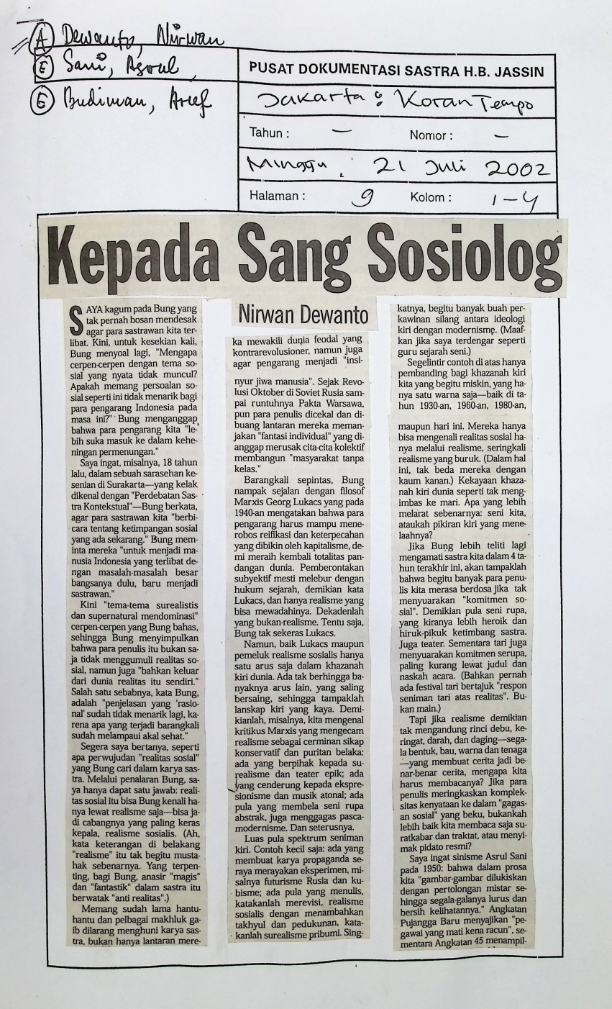 A Dewanto, Nirwan
E Sani, Asrul
E Budiman, Arief
PUSAT DOKUMENTASI SASTRA H.B. JASSIN
Jakarta : Koran Tempo
Tahun : — Nomor : —
Minggu, 21 Juli 2002
Halaman : 9 Kolom : 1-4
Kepada Sang Sosiolog
Nirwan Dewanto
SAYA kagum pada Bung yang
tak pernah bosan mendesak
agar para sastrawan kita ter-
libat. Kini, untuk kesekian kali,
Bung menyoal lagi, "Mengapa
cerpen-cerpen dengan tema so-
sial yang nyata tidak muncul?
Apakah memang persoalan so-
sial seperti ini tidak menarik bagi
para pengarang Indonesia pada
masa ini?" Bung menganggap
bahwa para pengarang kita "le-
bih suka masuk ke dalam kehe-
ningan permenungan."
Saya ingat, misalnya, 18 tahun
lalu, dalam sebuah sarasehan ke-
senian di Surakarta—yang kelak
dikenal dengan "Perdebatan Sas-
tra Kontekstual"—Bung berkata,
agar para sastrawan kita "berbi-
cara tentang ketimpangan sosial
yang ada sekarang." Bung me-
minta mereka "untuk menjadi ma-
nusia Indonesia yang terlibat de-
ngan masalah-masalah besar
bangsanya dulu, baru menjadi
sastrawan."
Kini "tema-tema surealistis
dan supernatural mendominasi"
cerpen-cerpen yang Bung bahas,
sehingga Bung menyimpulkan
bahwa para penulis itu bukan sa-
ja tidak menggumuli realitas so-
sial, namun juga "bahkan keluar
dari dunia realitas itu sendiri."
Salah satu sebabnya, kata Bung,
adalah "penjelasan yang 'rasio-
nal' sudah tidak menarik lagi, ka-
rena apa yang terjadi barangkali
sudah melampaui akal sehat."
Segera saya bertanya, seperti
apa perwujudan "realitas sosial"
yang Bung cari dalam karya sas-
tra. Melalui penalaran Bung, sa-
ya hanya dapat satu jawab: reali-
tas sosial itu bisa Bung kenali ha-
nya lewat realisme saja—bisa ja-
di cabangnya yang paling keras
kepala, realisme sosialis. (Ah,
kata keterangan di belakang
"realisme" itu tak begitu musta-
hak sebenarnya. Yang terpen-
ting, bagi Bung, anasir "magis"
dan "fantastik" dalam sastra itu
berwatak "anti realitas".)
Memang sudah lama hantu-
hantu dan pelbagai makhluk ga-
ib dilarang menghuni karya sas-
tra, bukan hanya lantaran mere-
ka mewakili dunia feodal yang
kontrarevolusioner, namun juga
agar pengarang menjadi "insi-
nyur jiwa manusia". Sejak Revo-
lusi Oktober di Soviet Rusia sam-
pai runtuhnya Pakta Warsawa,
pun para penulis dicekal dan di-
buang lantaran mereka meman-
jakan "fantasi individual" yang di-
anggap merusak cita-cita kolektif
membangun "masyarakat tanpa
kelas."
Barangkali sepintas, Bung
nampak sejalan dengan filosof
Marxis Georg Lukacs yang pada
1940-an mengatakan bahwa para
pengarang harus mampu mene-
robos reifikasi dan keterpecahan
yang dibikin oleh kapitalisme, de-
mi meraih kembali totalitas pan-
dangan dunia. Pemberontakan
subyektif mesti melebur dengan
hukum sejarah, demikian kata
Lukacs, dan hanya realisme yang
bisa mewadahinya. Dekadenlah
yang bukan-realisme. Tentu saja,
Bung tak sekeras Lukacs.
Namun, baik Lukacs maupun
pemeluk realisme sosialis hanya
satu arus saja dalam khazanah
kiri dunia. Ada tak berhingga ba-
nyaknya arus lain, yang saling
bersaing, sehingga tampaklah
lanskap kiri yang kaya. Demi-
kianlah, misalnya, kita mengenal
kritikus Marxis yang mengecam
realisme sebagai cerminan sikap
konservatif dan puritan belaka:
ada yang berpihak kepada su-
realisme dan teater epik; ada
yang cenderung kepada ekspre-
sionisme dan musik atonal; ada
pula yang membela seni rupa
abstrak, juga menggagas pasca-
modernisme. Dan seterusnya.
Luas pula spektrum seniman
kiri. Contoh kecil saja: ada yang
membuat karya propaganda se-
raya merayakan eksperimen, mi-
salnya futurisme Rusia dan ku-
bisme; ada pula yang menulis,
katakanlah merevisi, realisme
sosialis dengan menambahkan
takhyul dan pedukunan, kata-
kanlah surealisme pribumi. Sing-
katnya, begitu banyak buah per-
kawinan silang antara ideologi
kiri dengan modernisme. (Maaf-
kan jika saya terdengar seperti
guru sejarah seni.)
Segelintir contoh di atas hanya
pembanding bagi khazanah kiri
kita yang begitu miskin, yang ha-
nya satu warna saja—baik di ta-
hun 1930-an, 1960-an, 1980-an,
maupun hari ini. Mereka hanya
bisa mengenali realitas sosial ha-
nya melalui realisme, seringkali
realisme yang buruk. (Dalam hal
ini, tak beda mereka dengan
kaum kanan.) Kekayaan khaza-
nah kiri dunia seperti tak meng-
imbas ke mari. Apa yang lebih
melarat sebenarnya: seni kita,
ataukah pikiran kiri yang mene-
laahnya?
Jika Bung lebih teliti lagi
mengamati sastra kita dalam 4 ta-
hun terakhir ini, akan tampaklah
bahwa begitu banyak para penu-
lis kita merasa berdosa jika tak
menyuarakan "komitmen so-
sial". Demikian pula seni rupa,
yang kiranya lebih heroik dan
hiruk-pikuk ketimbang sastra.
Juga teater. Sementara tari juga
menyuarakan komitmen serupa,
paling kurang lewat judul dan
naskah acara. (Bahkan pernah
ada festival tari bertajuk "respon
seniman tari atas realitas". Bu-
kan main.)
Tapi jika realisme demikian
tak mengandung rinci debu, ke-
ringat, darah, dan daging—sega-
la bentuk, bau, warna dan tenaga
—yang membuat cerita jadi be-
nar-benar cerita, mengapa kita
harus membacanya? Jika para
penulis meringkaskan komplek-
sitas kenyataan ke dalam "gagas-
an sosial" yang beku, bukankah
lebih baik kita membaca saja su-
ratkabar dan traktat, atau menyi-
mak pidato resmi?
Saya ingat sinisme Asrul Sani
pada 1950: bahwa dalam prosa
kita "gambar-gambar dilukiskan
dengan pertolongan mistar se-
hingga segala-galanya lurus dan
bersih kelihatannya." Angkatan
Pujangga Baru menyajikan "pe-
gawai yang mati kena racun", se-
mentara Angkatan 45 menampil-